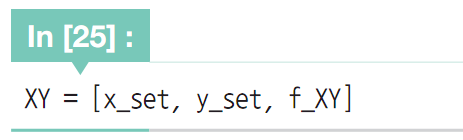 In [25] :
XY = [x_set, y_set, f_XY]